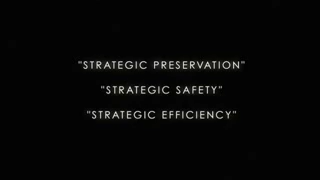 "STRATEGIC PRESERVATION"
"STRATEGIC SAFETY"
"STRATEGIC EFFICIENCY"